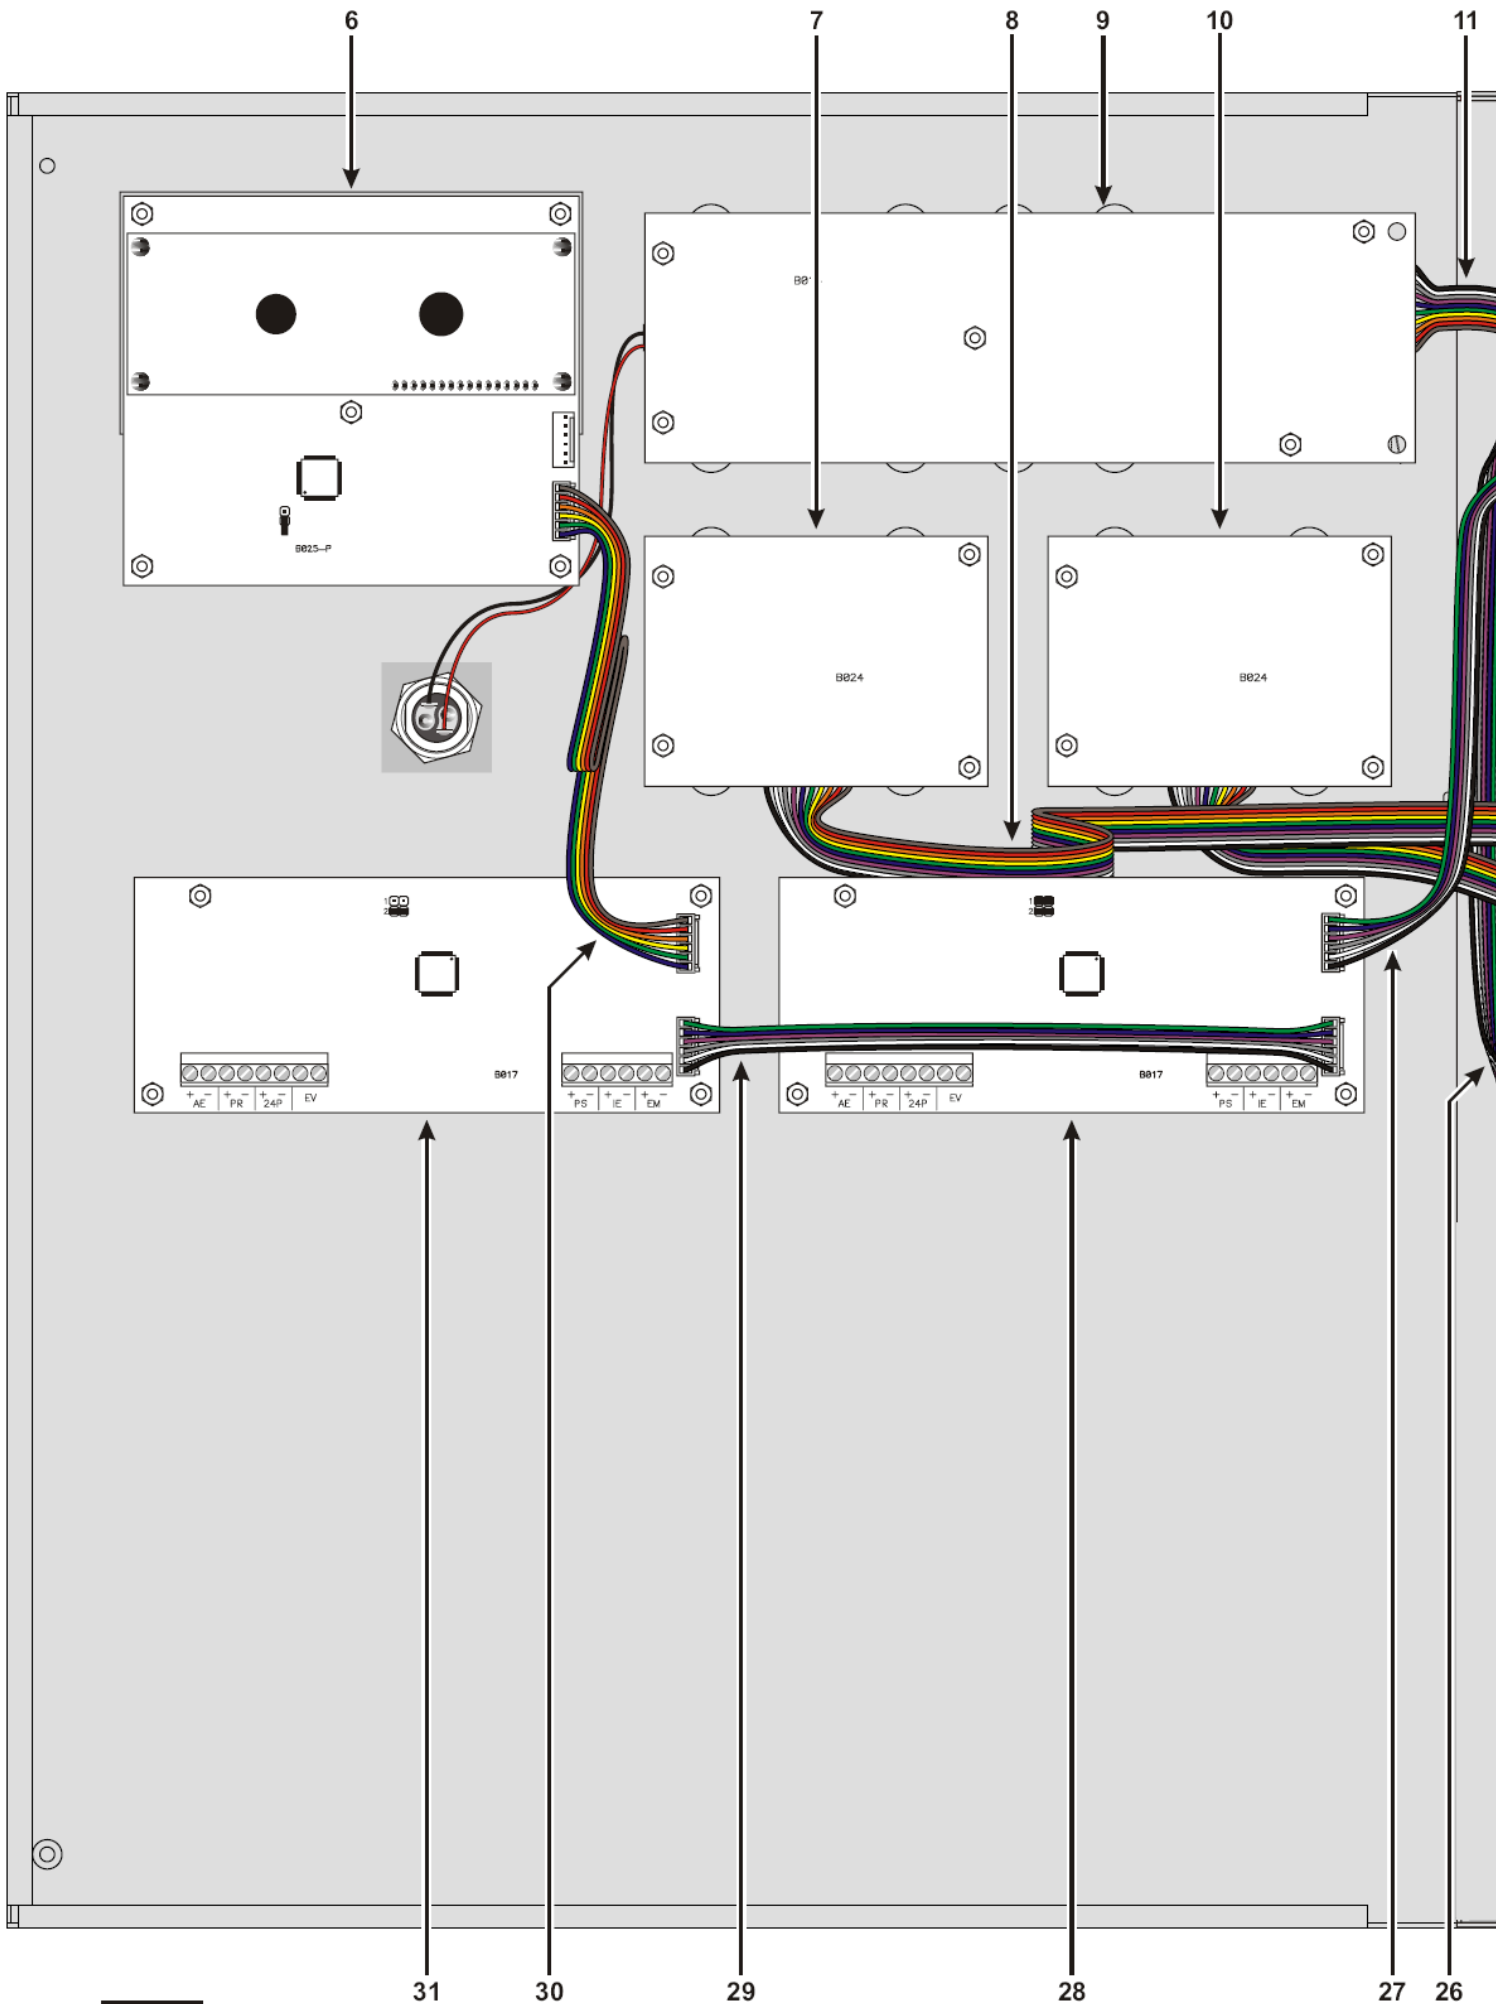 6 7 8 9 10 11
B025-P
B024 B024
1
2
1
2
B017 B017
+ - + - + - + - + - + - + - + - + - + - + - + -
AE PR 24P EV PS IE EM AE PR 24P EV PS IE EM
31 30 29 28 27 26